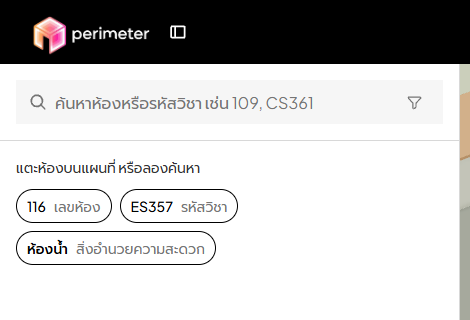 perimeter
ค้นหาห้องหรือรหัสวิชา เช่น 109, CS361
แตะห้องบนแผนที่ หรือลองค้นหา
116 เลขห้อง ES357 รหัสวิชา
ห้องน้ำ สิ่งอำนวยความสะดวก